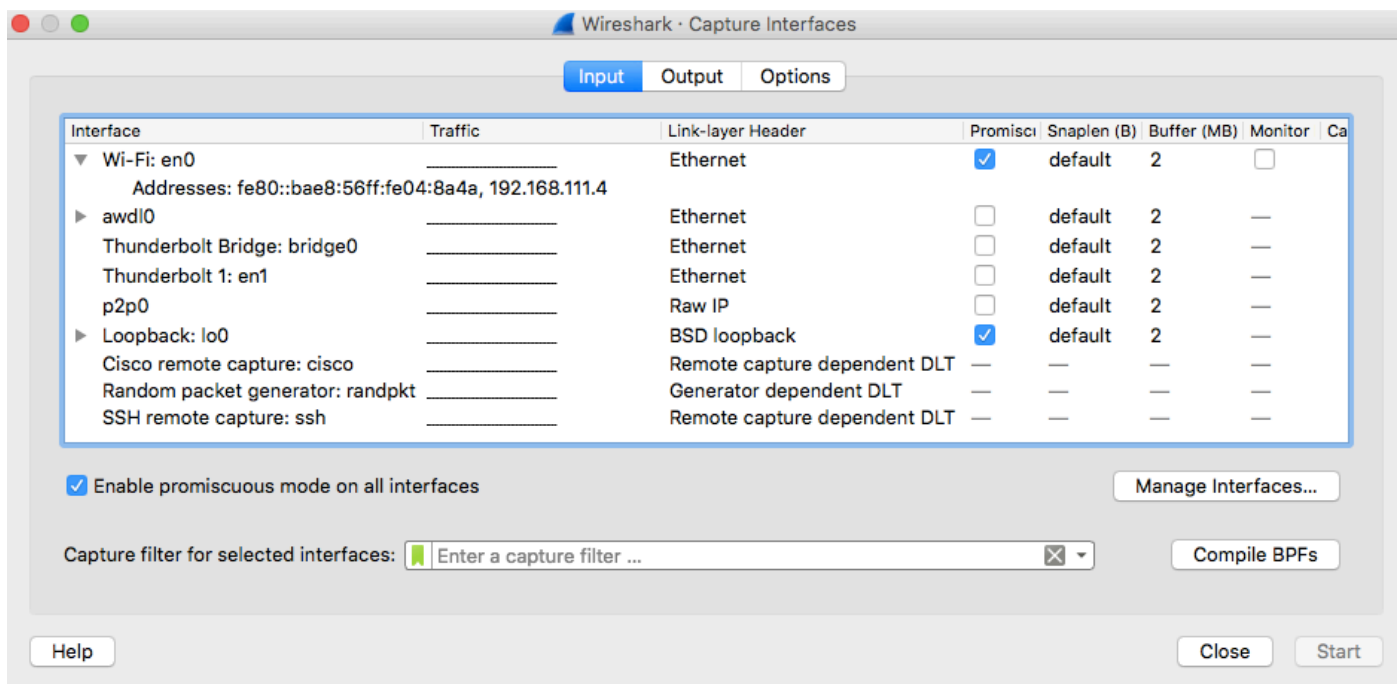 Wireshark · Capture Interfaces
Input Output Options
Interface Traffic Link-layer Header Promisc Snaplen (B) Buffer (MB) Monitor Ca
Wi-Fi: en0 Ethernet default 2
Addresses: fe80::bae8:56ff:fe04:8a4a, 192.168.111.4
awdl0 Ethernet default 2 —
Thunderbolt Bridge: bridge0 Ethernet default 2 —
Thunderbolt 1: en1 Ethernet default 2 —
p2p0 Raw IP default 2 —
Loopback: lo0 BSD loopback default 2 —
Cisco remote capture: cisco Remote capture dependent DLT — — — —
Random packet generator: randpkt Generator dependent DLT — — — —
SSH remote capture: ssh Remote capture dependent DLT — — — —
Enable promiscuous mode on all interfaces Manage Interfaces...
Capture filter for selected interfaces: Enter a capture filter ... Compile BPFs
Help Close Start